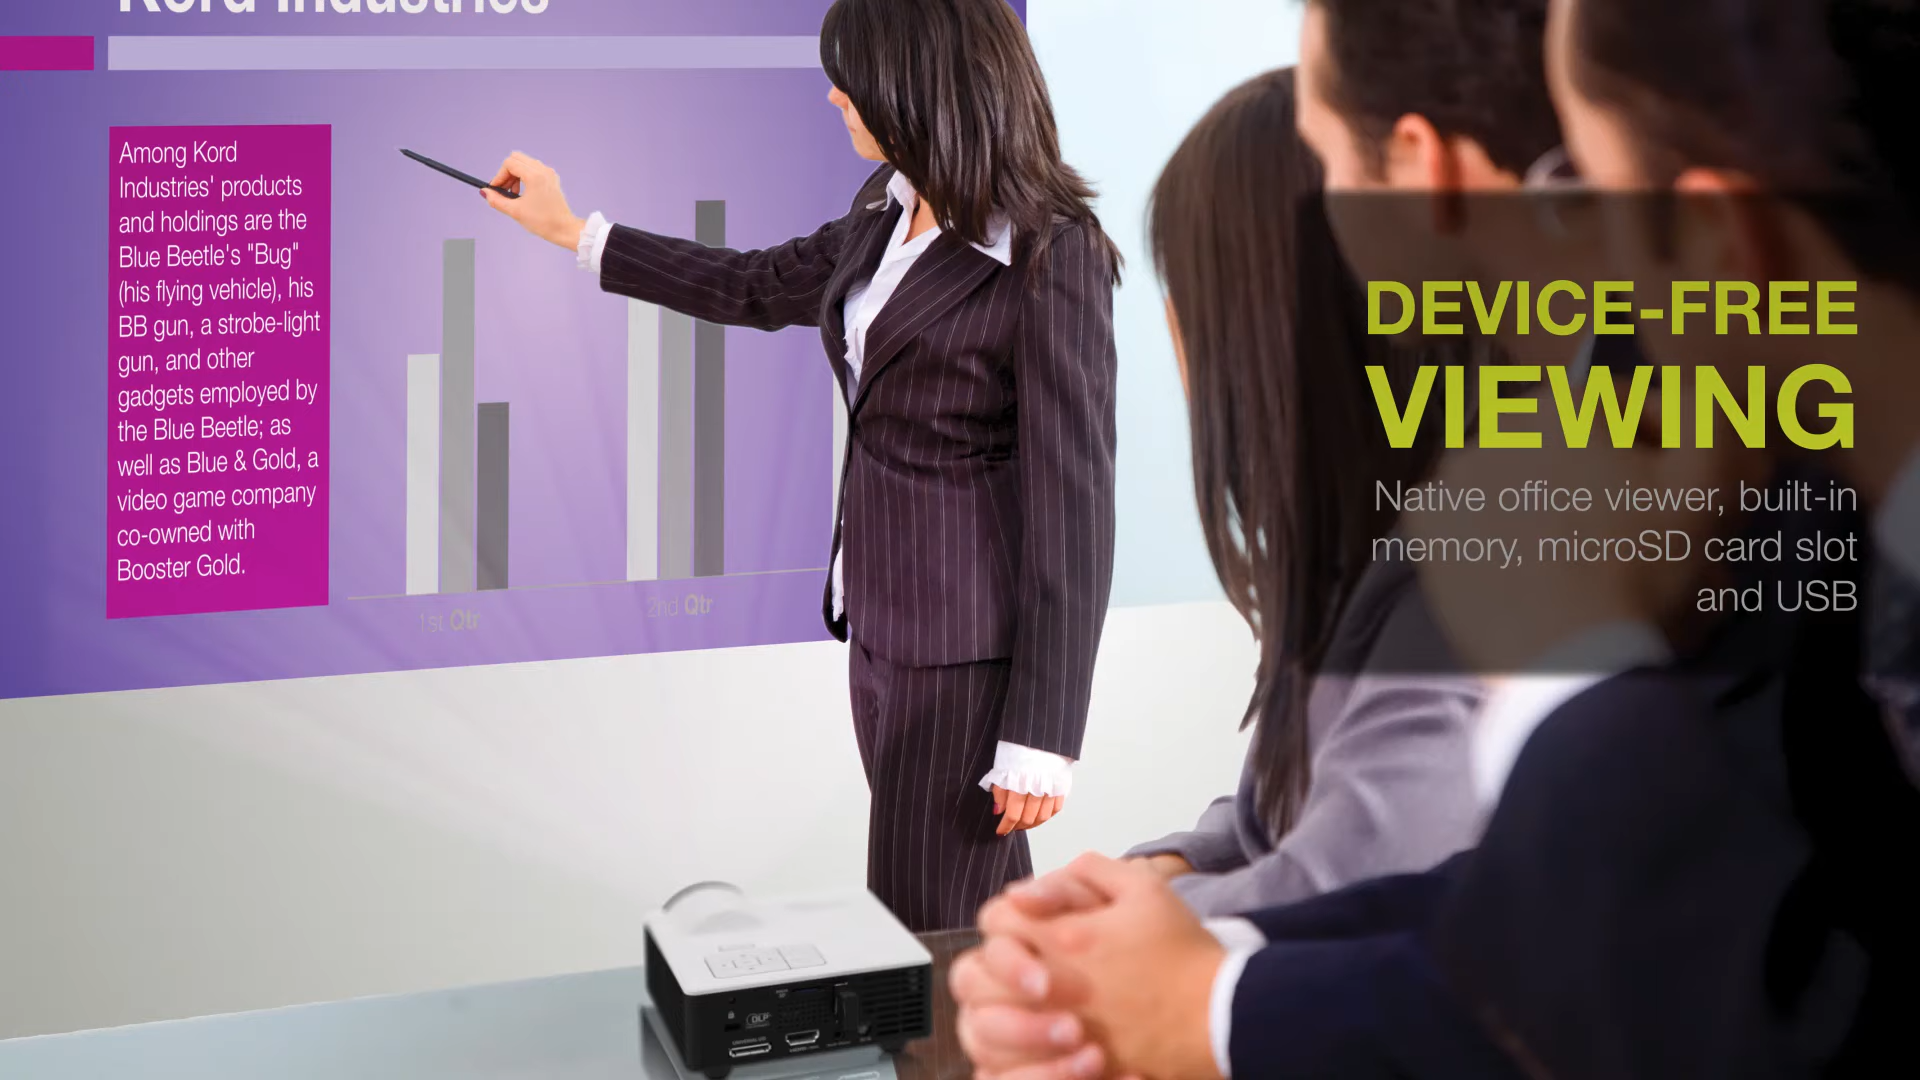 Kord Industries
Among Kord
Industries' products
and holdings are the
Blue Beetle's "Bug"
(his flying vehicle), his
BB gun, a strobe-light
gun, and other
gadgets employed by
the Blue Beetle; as
well as Blue & Gold, a
video game company
co-owned with
Booster Gold.
1st Qtr
2nd Qtr
DEVICE-FREE
VIEWING
Native office viewer, built-in
memory, microSD card slot
and USB
DLP